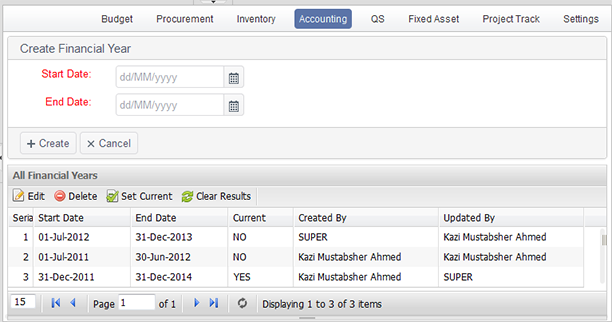 Budget Procurement Inventory Accounting QS Fixed Asset Project Track Settings
Create Financial Year
Start Date: dd/MM/yyyy
End Date: dd/MM/yyyy
+ Create × Cancel
All Financial Years
Edit Delete Set Current Clear Results
Seria Start Date End Date Current Created By Updated By
1 01-Jul-2012 31-Dec-2013 NO SUPER Kazi Mustabsher Ahmed
2 01-Jul-2011 30-Jun-2012 NO Kazi Mustabsher Ahmed Kazi Mustabsher Ahmed
3 31-Dec-2011 31-Dec-2014 YES Kazi Mustabsher Ahmed SUPER
15 Page 1 of 1 Displaying 1 to 3 of 3 items